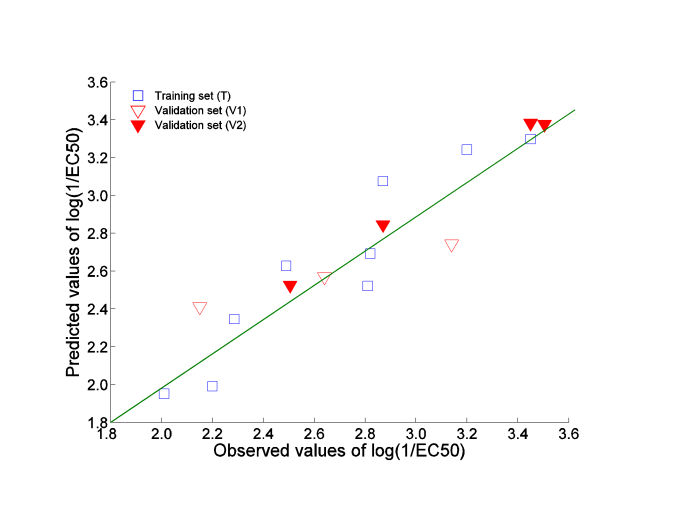 3.6
3.4
3.2
3.0
2.8
2.6
2.4
2.2
2.0
1.8
Predicted values of log(1/EC50)
Training set (T)
Validation set (V1)
Validation set (V2)
1.8 2.0 2.2 2.4 2.6 2.8 3.0 3.2 3.4 3.6
Observed values of log(1/EC50)